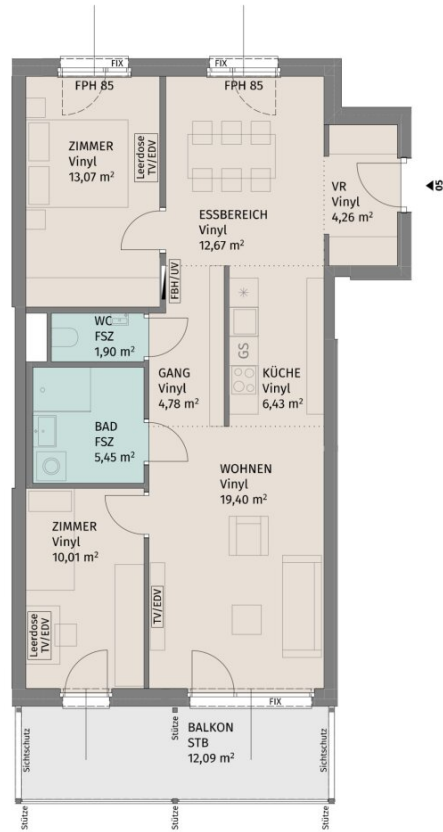 FIX
FIX
FPH 85
FPH 85
ZIMMER
Vinyl
13,07 m²
Leerdose
TV/EDV
ESSBEREICH
Vinyl
12,67 m²
VR
Vinyl
4,26 m²
05
FBH/UV
WC
FSZ
1,90 m²
GANG
Vinyl
4,78 m²
GS
KÜCHE
Vinyl
6,43 m²
BAD
FSZ
5,45 m²
WOHNEN
Vinyl
19,40 m²
ZIMMER
Vinyl
10,01 m²
Leerdose
TV/EDV
TV/EDV
FIX
Sichtschutz
Stütze
BALKON
STB
12,09 m²
Sichtschutz
Stütze
Stütze
Stütze